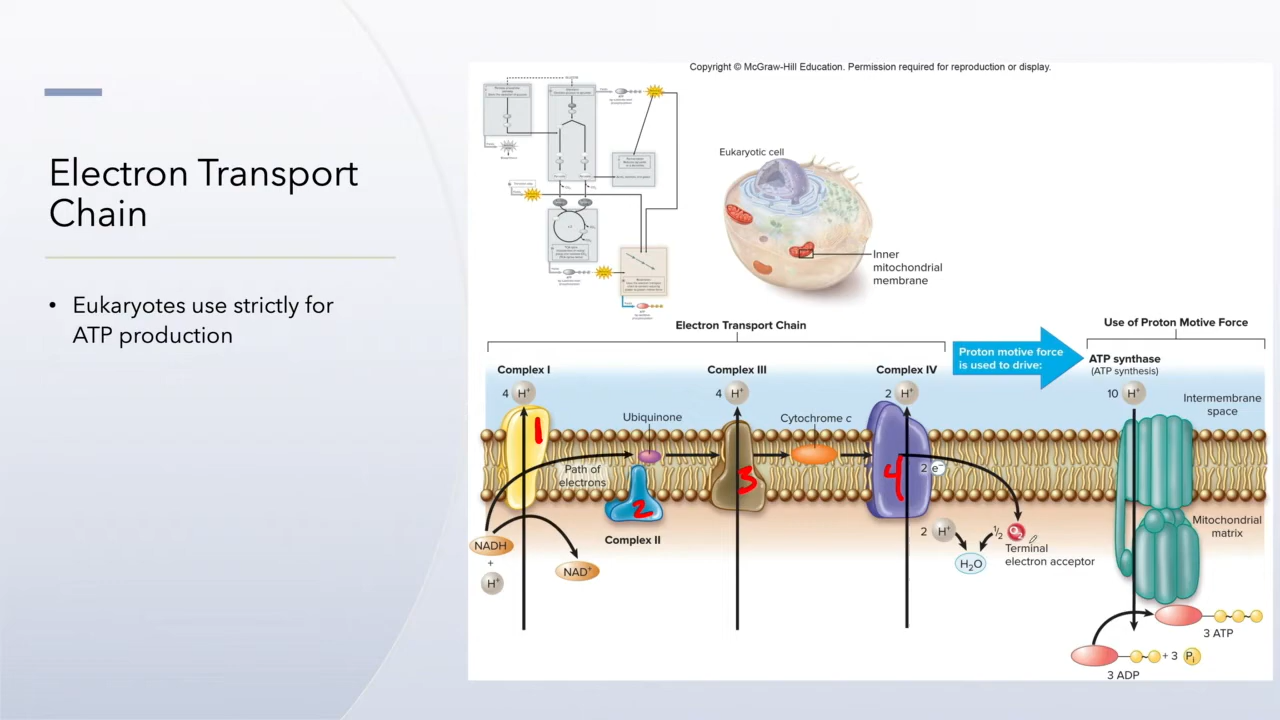 Copyright © McGraw-Hill Education. Permission required for reproduction or display.
Electron Transport
Chain
• Eukaryotes use strictly for
ATP production
Eukaryotic cell
Inner
mitochondrial
membrane
Electron Transport Chain
Use of Proton Motive Force
Proton motive force
is used to drive:
ATP synthase
(ATP synthesis)
Complex I
Complex III
Complex IV
4 H⁺
4 H⁺
2 H⁺
10 H⁺
Intermembrane
space
Ubiquinone
Cytochrome c
1
2
3
4
Path of
electrons
2 e⁻
Complex II
Mitochondrial
matrix
NADH
+
H⁺
NAD⁺
2 H⁺
½ O₂
H₂O
Terminal
electron acceptor
3 ATP
+ 3 Pi
3 ADP